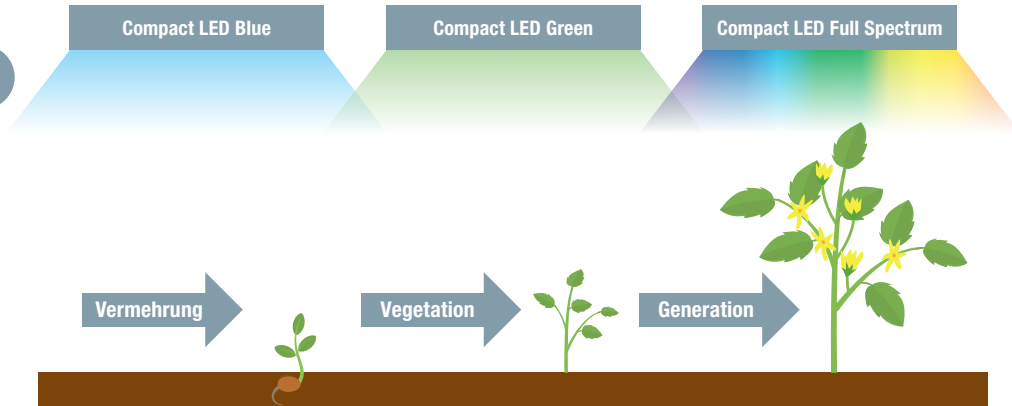 Compact LED Blue
Compact LED Green
Compact LED Full Spectrum
Vermehrung
Vegetation
Generation